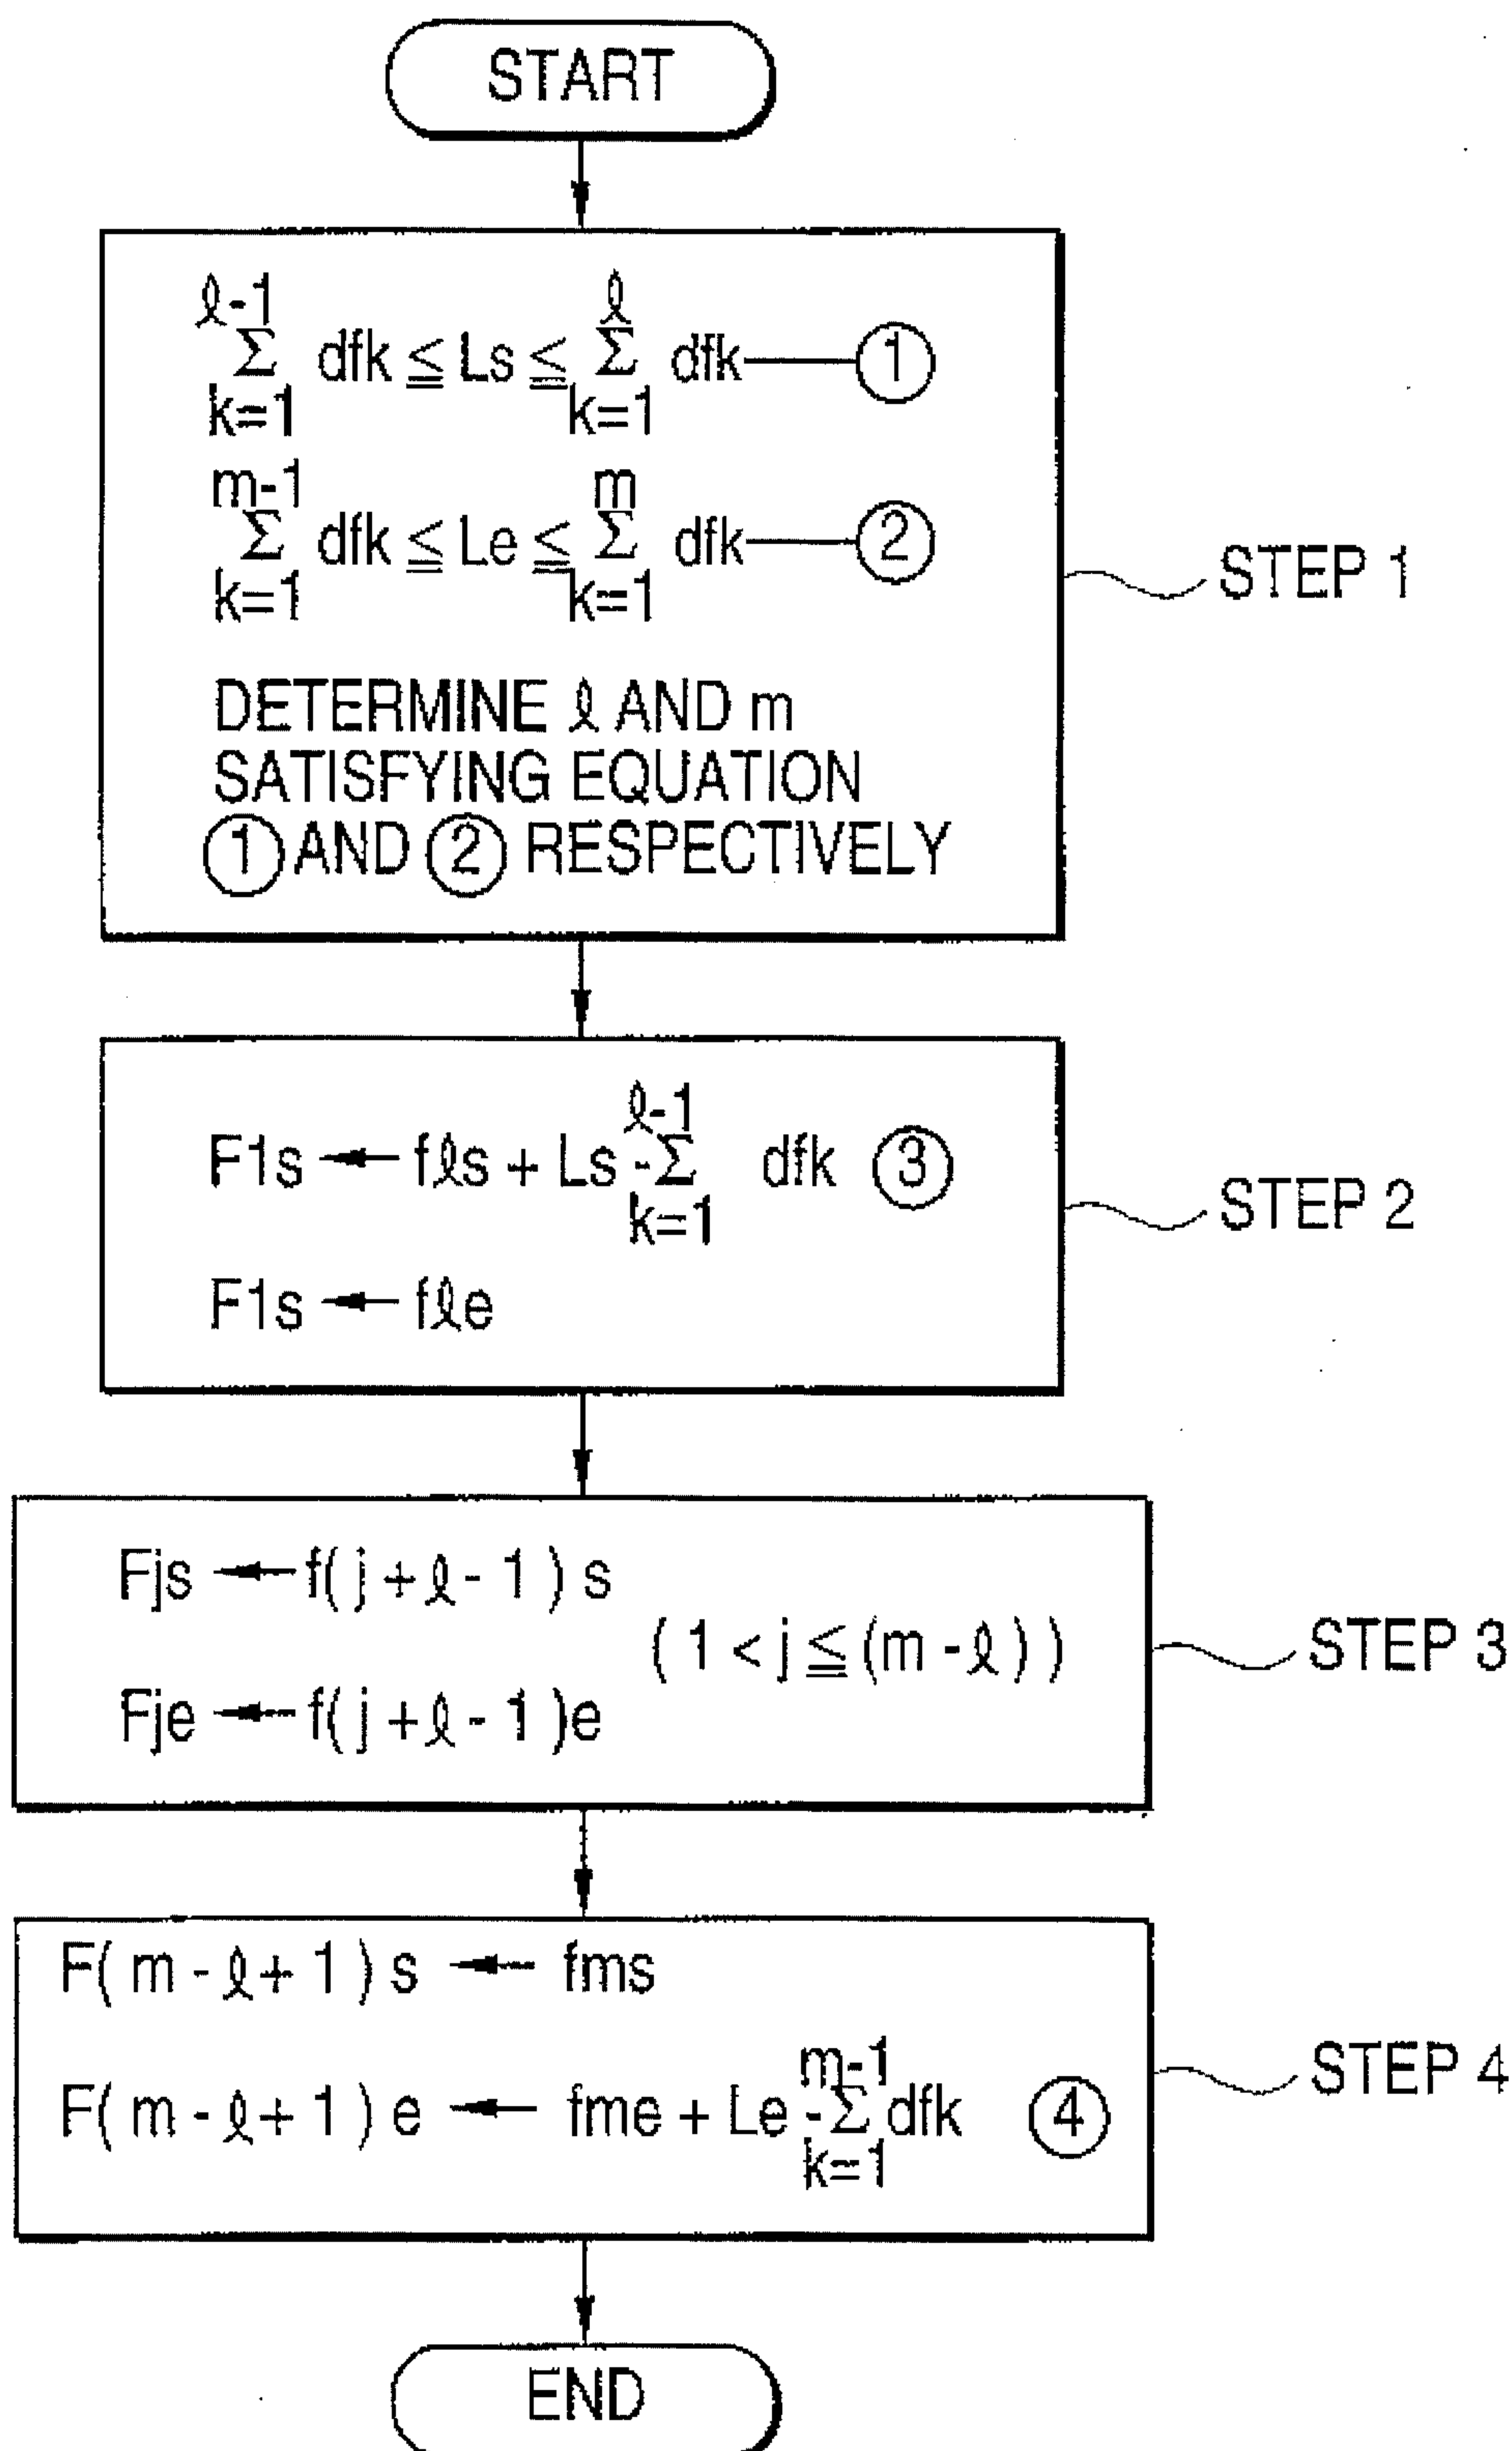 START
ℓ-1
Σ dfk ≦ Ls ≦ Σ dfk ①
k=1 ℓ k=1
m-1 m
Σ dfk ≦ Le ≦ Σ dfk ②
k=1 k=1
STEP 1
DETERMINE ℓ AND m
SATISFYING EQUATION
① AND ② RESPECTIVELY
ℓ-1
F1s ← fℓs + Ls -Σ dfk ③
k=1
STEP 2
F1s ← fℓe
Fjs ← f( j + ℓ - 1 ) s
( 1 < j ≦ (m - ℓ) )
STEP 3
Fje ← f( j + ℓ - 1 )e
F( m - ℓ + 1 ) s ← fms
m-1
STEP 4
F( m - ℓ + 1 ) e ← fme + Le -Σ dfk ④
k=1
END